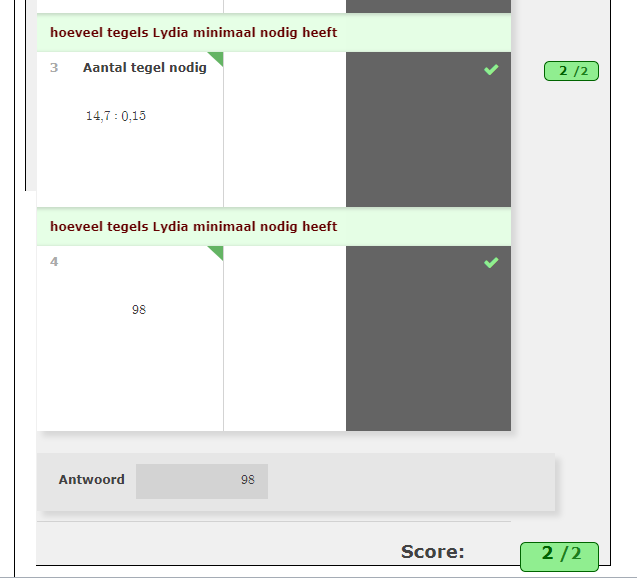 hoeveel tegels Lydia minimaal nodig heeft
3 Aantal tegel nodig
2 /2
14,7 : 0,15
hoeveel tegels Lydia minimaal nodig heeft
4
98
Antwoord 98
Score: 2 /2